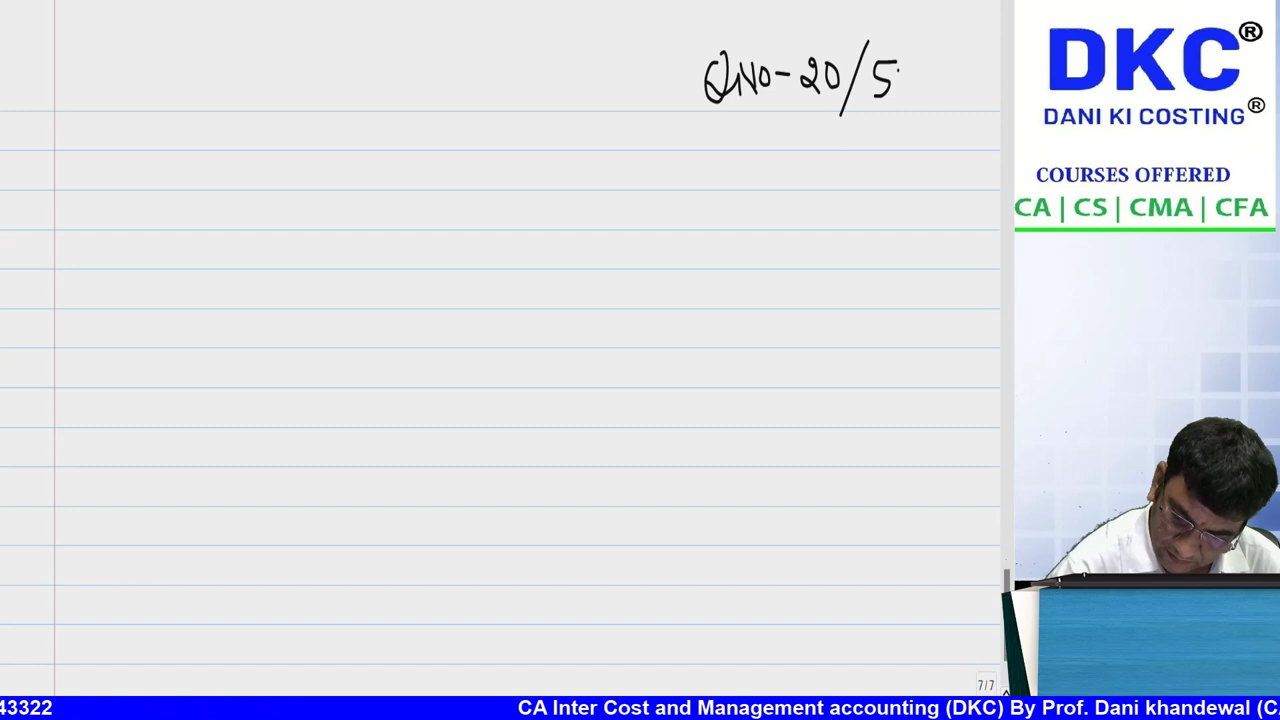 QNO-20/5.
DKC®
DANI KI COSTING®
COURSES OFFERED
CA | CS | CMA | CFA
7/7
43322 CA Inter Cost and Management accounting (DKC) By Prof. Dani khandewal (C